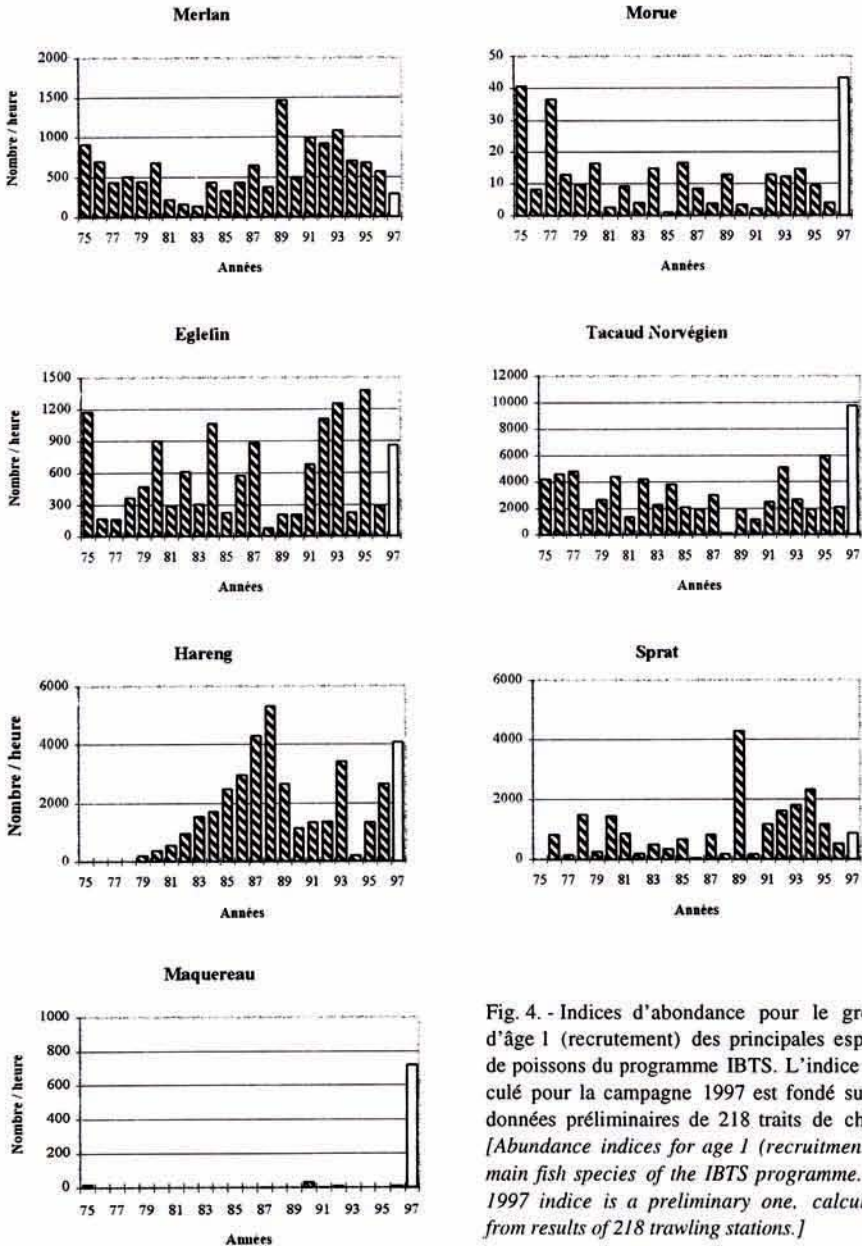 Merlan
2000
1500
1000
500
0
Nombre / heure
75 77 79 81 83 85 87 89 91 93 95 97
Années
Morue
50
40
30
20
10
0
75 77 79 81 83 85 87 89 91 93 95 97
Années
Eglefin
1500
1200
900
600
300
0
Nombre / heure
75 77 79 81 83 85 87 89 91 93 95 97
Années
Tacaud Norvégien
12000
10000
8000
6000
4000
2000
0
75 77 79 81 83 85 87 89 91 93 95 97
Années
Hareng
6000
4000
2000
0
Nombre / heure
75 77 79 81 83 85 87 89 91 93 95 97
Années
Sprat
6000
4000
2000
0
75 77 79 81 83 85 87 89 91 93 95 97
Années
Maquereau
1000
800
600
400
200
0
Nombre / heure
75 77 79 81 83 85 87 89 91 93 95 97
Années
Fig. 4. - Indices d'abondance pour le gr
d'âge 1 (recrutement) des principales esp
de poissons du programme IBTS. L'indice
culé pour la campagne 1997 est fondé su
données préliminaires de 218 traits de ch
[Abundance indices for age 1 (recruitmen
main fish species of the IBTS programme.
1997 indice is a preliminary one, calcul
from results of 218 trawling stations.]